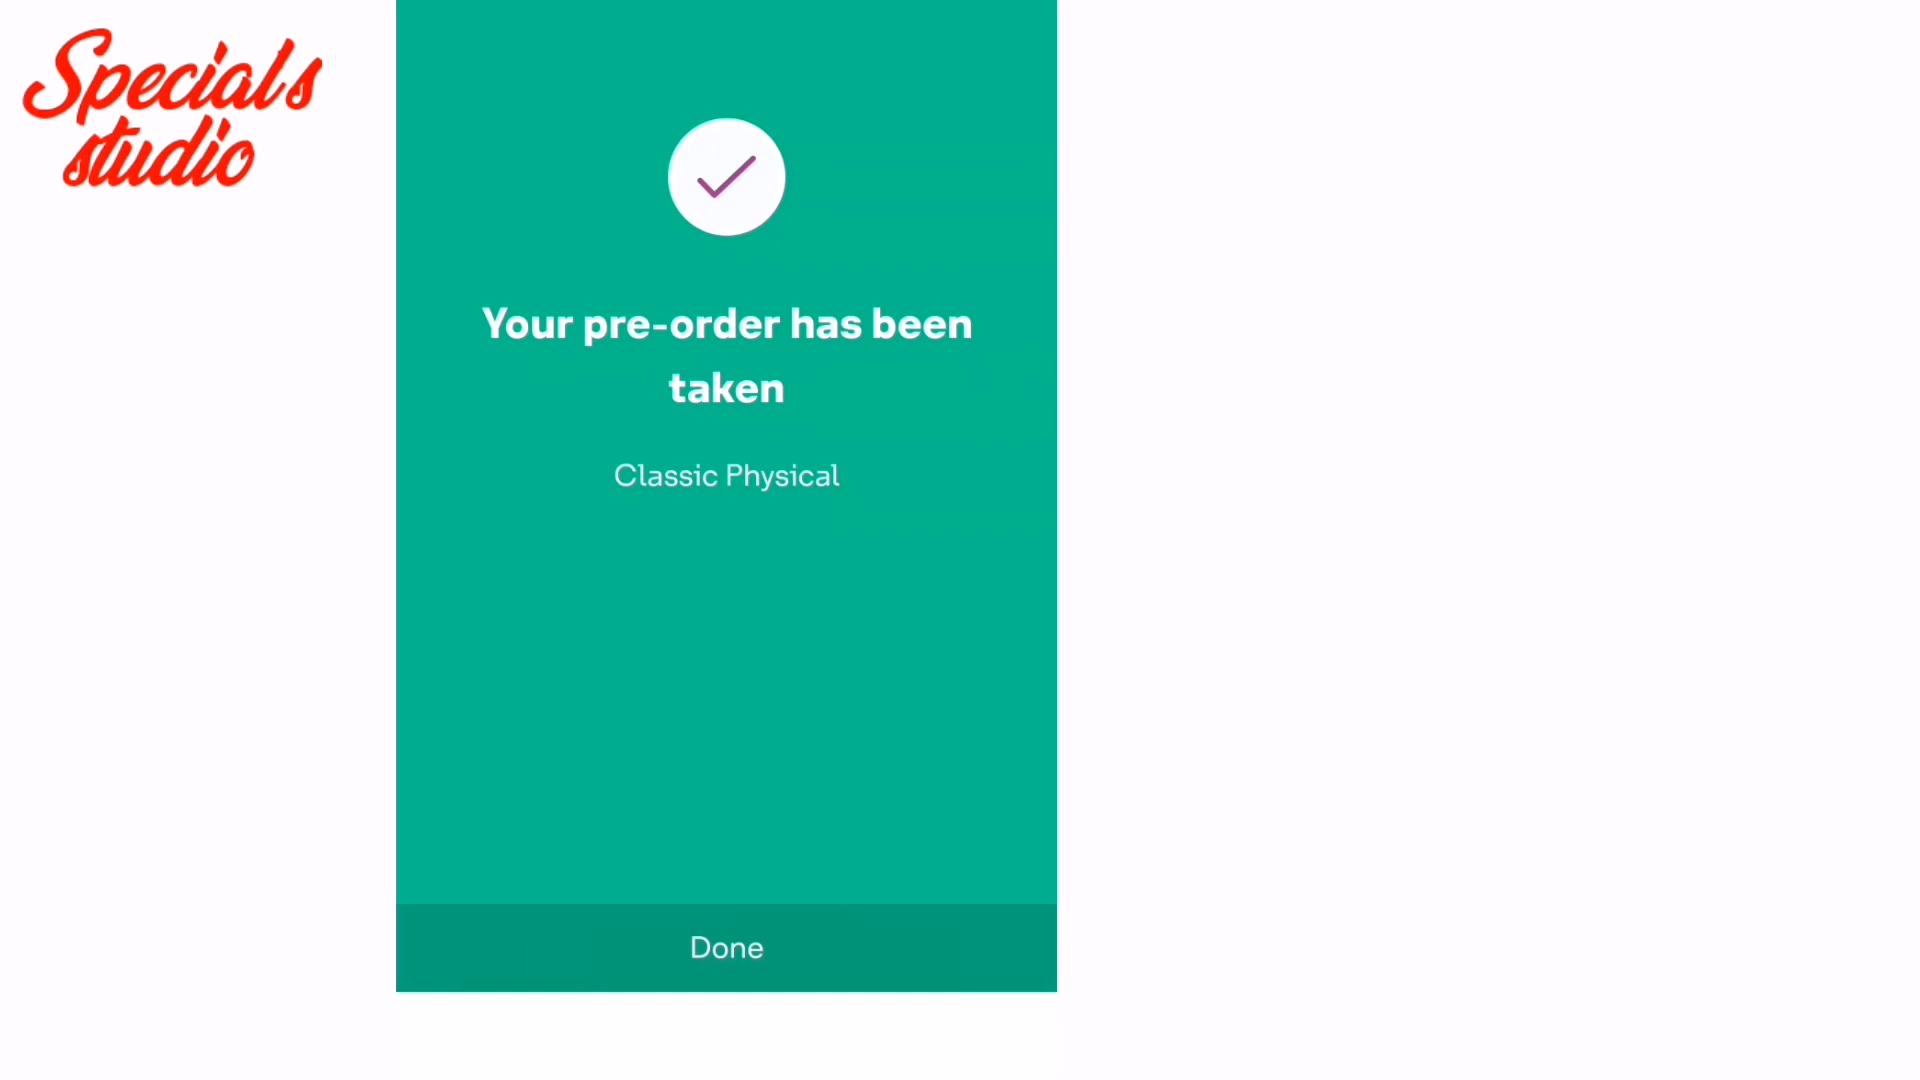 Specials
studio
Your pre-order has been
taken
Classic Physical
Done